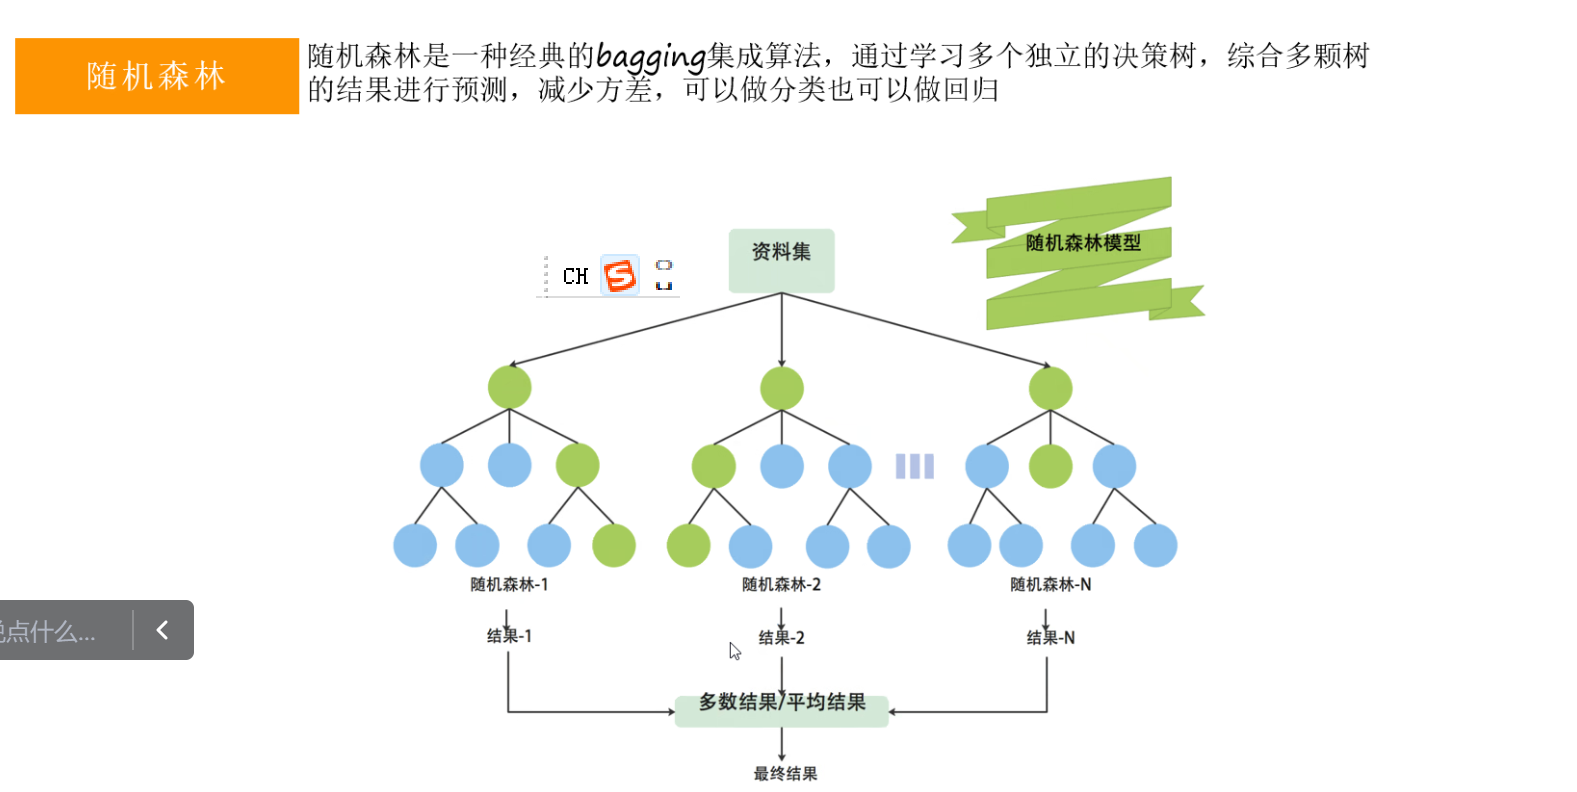 随机森林
随机森林是一种经典的bagging集成算法，通过学习多个独立的决策树，综合多颗树
的结果进行预测，减少方差，可以做分类也可以做回归
随机森林模型
资料集
CH
随机森林-1
随机森林-2
随机森林-N
结果-1
结果-2
结果-N
说点什么...
多数结果/平均结果
最终结果